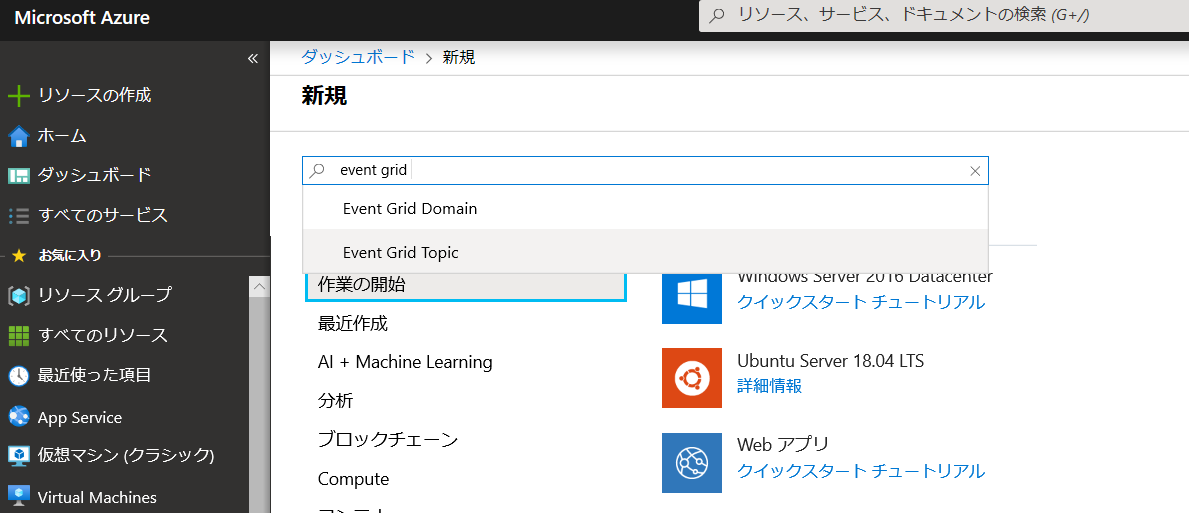 Microsoft Azure
リソース、サービス、ドキュメントの検索 (G+/)
«
ダッシュボード > 新規
新規
リソースの作成
ホーム
ダッシュボード
すべてのサービス
お気に入り
リソース グループ
すべてのリソース
最近使った項目
App Service
仮想マシン (クラシック)
Virtual Machines
event grid
Event Grid Domain
Event Grid Topic
作業の開始
最近作成
AI + Machine Learning
分析
ブロックチェーン
Compute
コンテナー
Windows Server 2016 Datacenter
クイックスタート チュートリアル
Ubuntu Server 18.04 LTS
詳細情報
Web アプリ
クイックスタート チュートリアル